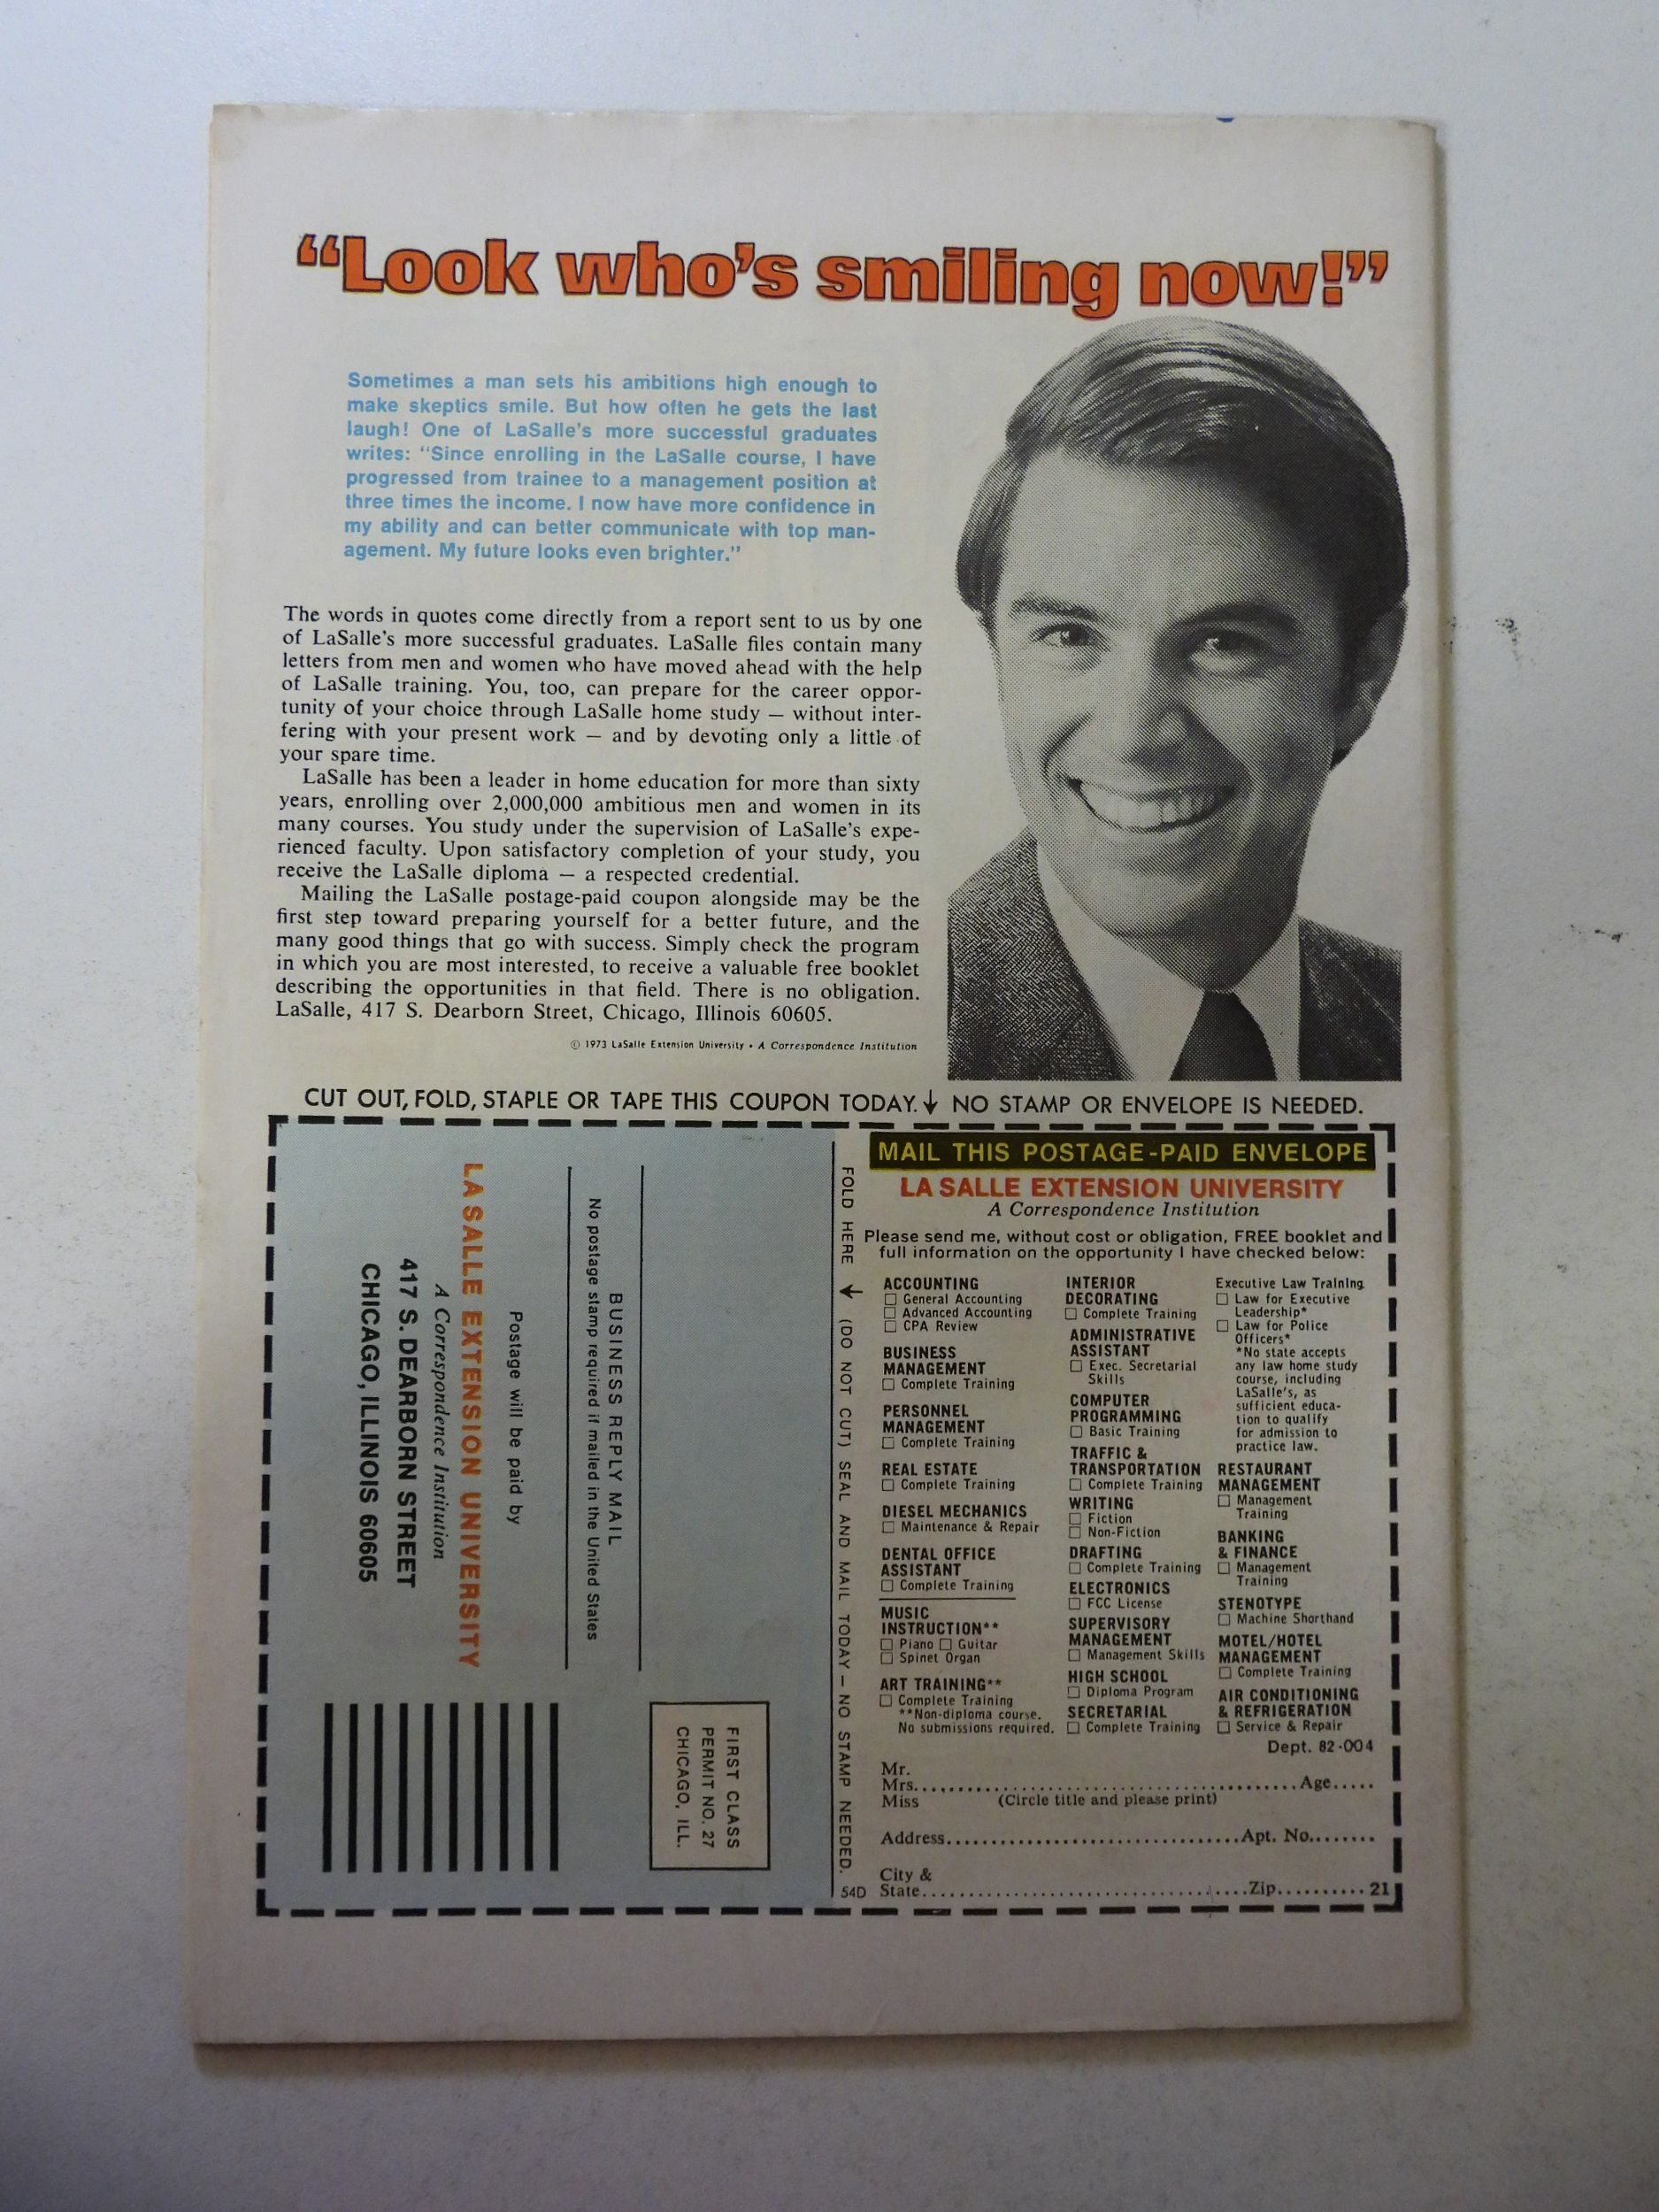 “Look who’s smiling now!”
Sometimes a man sets his ambitions high enough to
make skeptics smile. But how often he gets the last
laugh! One of LaSalle’s more successful graduates
writes: “Since enrolling in the LaSalle course, I have
progressed from trainee to a management position at
three times the income. I now have more confidence in
my ability and can better communicate with top man-
agement. My future looks even brighter.”
The words in quotes come directly from a report sent to us by one
of LaSalle’s more successful graduates. LaSalle files contain many
letters from men and women who have moved ahead with the help
of LaSalle training. You, too, can prepare for the career oppor-
tunity of your choice through LaSalle home study — without inter-
fering with your present work — and by devoting only a little of
your spare time.
LaSalle has been a leader in home education for more than sixty
years, enrolling over 2,000,000 ambitious men and women in its
many courses. You study under the supervision of LaSalle’s expe-
rienced faculty. Upon satisfactory completion of your study, you
receive the LaSalle diploma — a respected credential.
Mailing the LaSalle postage-paid coupon alongside may be the
first step toward preparing yourself for a better future, and the
many good things that go with success. Simply check the program
in which you are most interested, to receive a valuable free booklet
describing the opportunities in that field. There is no obligation.
LaSalle, 417 S. Dearborn Street, Chicago, Illinois 60605.
© 1973 LaSalle Extension University • A Correspondence Institution
CUT OUT, FOLD, STAPLE OR TAPE THIS COUPON TODAY. ↓ NO STAMP OR ENVELOPE IS NEEDED.
FIRST CLASS
PERMIT NO. 27
CHICAGO, ILL.
BUSINESS REPLY MAIL
No postage stamp required if mailed in the United States
Postage will be paid by
LA SALLE EXTENSION UNIVERSITY
A Correspondence Institution
417 S. DEARBORN STREET
CHICAGO, ILLINOIS 60605
FOLD HERE ↓ (DO NOT CUT) SEAL AND MAIL TODAY — NO STAMP NEEDED.
54D
MAIL THIS POSTAGE-PAID ENVELOPE
LA SALLE EXTENSION UNIVERSITY
A Correspondence Institution
Please send me, without cost or obligation, FREE booklet and
full information on the opportunity I have checked below:
ACCOUNTING
☐ General Accounting
☐ Advanced Accounting
☐ CPA Review
BUSINESS
MANAGEMENT
☐ Complete Training
PERSONNEL
MANAGEMENT
☐ Complete Training
REAL ESTATE
☐ Complete Training
DIESEL MECHANICS
☐ Maintenance & Repair
DENTAL OFFICE
ASSISTANT
☐ Complete Training
MUSIC
INSTRUCTION**
☐ Piano ☐ Guitar
☐ Spinet Organ
ART TRAINING**
☐ Complete Training
**Non-diploma course.
No submissions required.
INTERIOR
DECORATING
☐ Complete Training
ADMINISTRATIVE
ASSISTANT
☐ Exec. Secretarial
Skills
COMPUTER
PROGRAMMING
☐ Basic Training
TRAFFIC &
TRANSPORTATION
☐ Complete Training
WRITING
☐ Fiction
☐ Non-Fiction
DRAFTING
☐ Complete Training
ELECTRONICS
☐ FCC License
SUPERVISORY
MANAGEMENT
☐ Management Skills
HIGH SCHOOL
☐ Diploma Program
SECRETARIAL
☐ Complete Training
Executive Law Training
☐ Law for Executive
Leadership*
☐ Law for Police
Officers*
*No state accepts
any law home study
course, including
LaSalle’s, as
sufficient educa-
tion to qualify
for admission to
practice law.
RESTAURANT
MANAGEMENT
☐ Management
Training
BANKING
& FINANCE
☐ Management
Training
STENOTYPE
☐ Machine Shorthand
MOTEL/HOTEL
MANAGEMENT
☐ Complete Training
AIR CONDITIONING
& REFRIGERATION
☐ Service & Repair
Dept. 82-004
Mr.
Mrs.............................................Age.....
Miss (Circle title and please print)
Address.................................Apt. No........
City &
State....................................Zip..........21